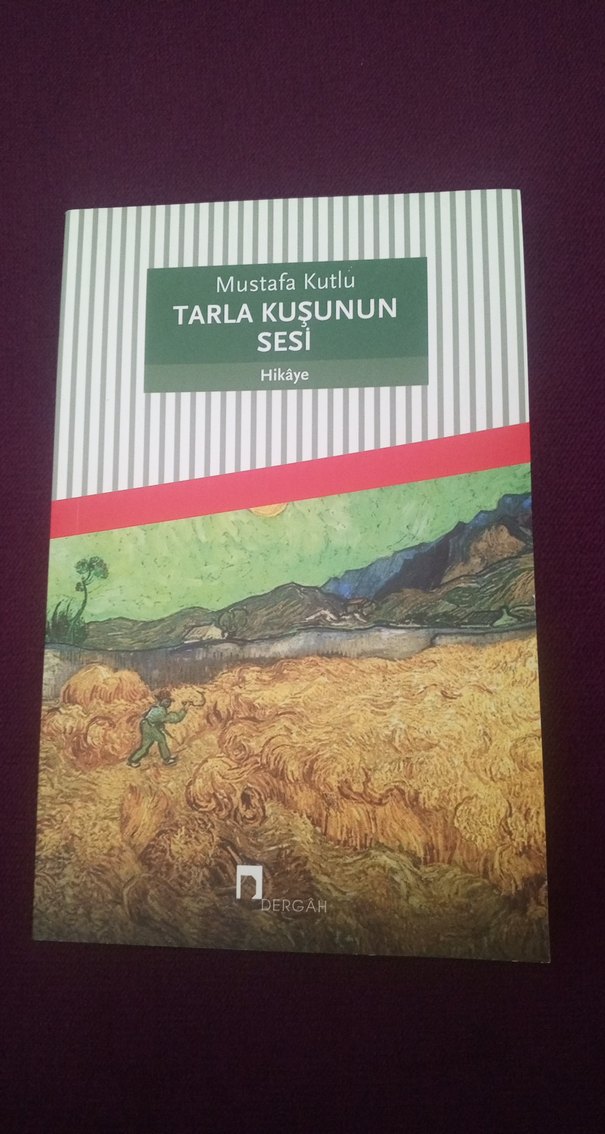 Mustafa Kutlu
TARLA KUŞUNUN
SESİ
Hikâye
DERGÂH